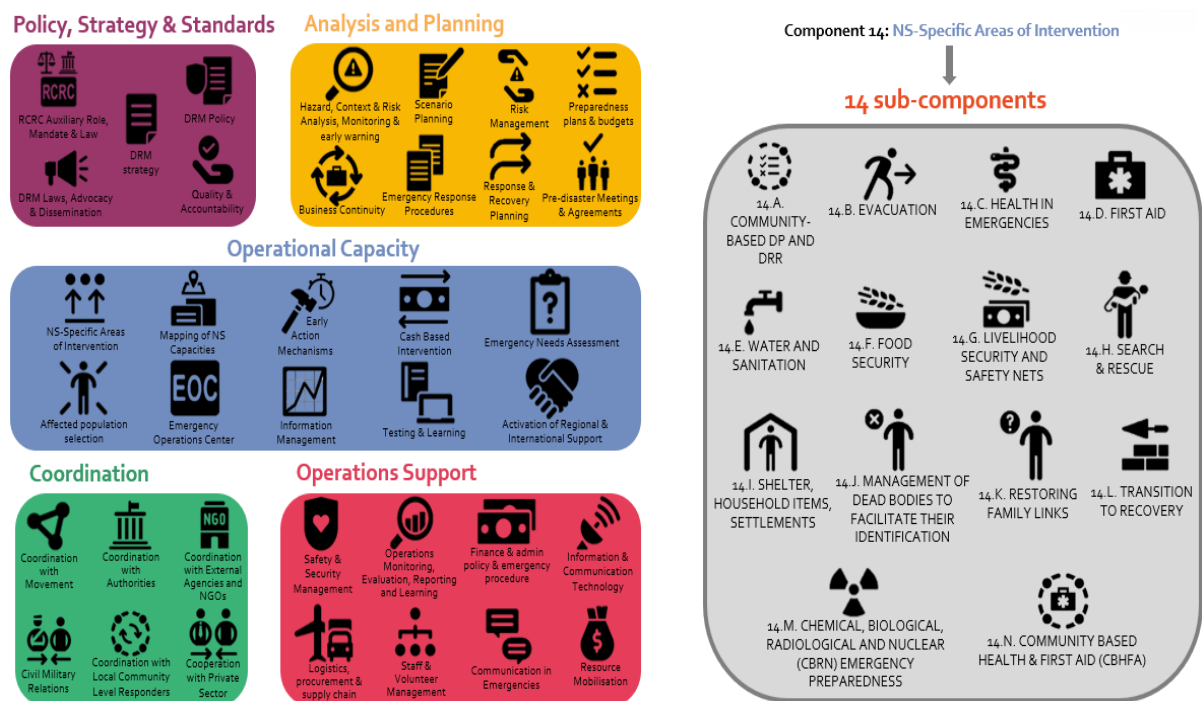 Policy, Strategy & Standards
RCRC
RCRC Auxiliary Role,
Mandate & Law
DRM
strategy
DRM Policy
DRM Laws, Advocacy
& Dissemination
Quality &
Accountability
Analysis and Planning
Hazard, Context & Risk
Analysis, Monitoring &
early warning
Scenario
Planning
Risk
Management
Preparedness
plans & budgets
Business Continuity
Emergency Response
Procedures
Response &
Recovery
Planning
Pre-disaster Meetings
& Agreements
Operational Capacity
NS-Specific Areas
of Intervention
Mapping of NS
Capacities
Early
Action
Mechanisms
Cash Based
Intervention
Emergency Needs Assessment
Affected population
selection
EOC
Emergency
Operations Center
Information
Management
Testing & Learning
Activation of Regional &
International Support
Coordination
Coordination
with
Movement
Coordination
with
Authorities
NGO
Coordination
with External
Agencies and
NGOs
Civil Military
Relations
Coordination with
Local Community
Level Responders
Cooperation
with Private
Sector
Operations Support
Safety &
Security
Management
Operations
Monitoring,
Evaluation, Reporting
and Learning
Finance & admin
policy & emergency
procedure
Information &
Communication
Technology
Logistics,
procurement &
supply chain
Staff &
Volunteer
Management
Communication in
Emergencies
Resource
Mobilisation
Component 14: NS-Specific Areas of Intervention
14 sub-components
14.A.
COMMUNITY-
BASED DP AND
DRR
14.B. EVACUATION
14.C. HEALTH IN
EMERGENCIES
14.D. FIRST AID
14.E. WATER AND
SANITATION
14.F. FOOD
SECURITY
14.G. LIVELIHOOD
SECURITY AND
SAFETY NETS
14.H. SEARCH
& RESCUE
14.I. SHELTER,
HOUSEHOLD ITEMS,
SETTLEMENTS
14.J. MANAGEMENT OF
DEAD BODIES TO
FACILITATE THEIR
IDENTIFICATION
14.K. RESTORING
FAMILY LINKS
14.L. TRANSITION
TO RECOVERY
14.M. CHEMICAL, BIOLOGICAL,
RADIOLOGICAL AND NUCLEAR
(CBRN) EMERGENCY
PREPAREDNESS
14.N. COMMUNITY BASED
HEALTH & FIRST AID (CBHFA)